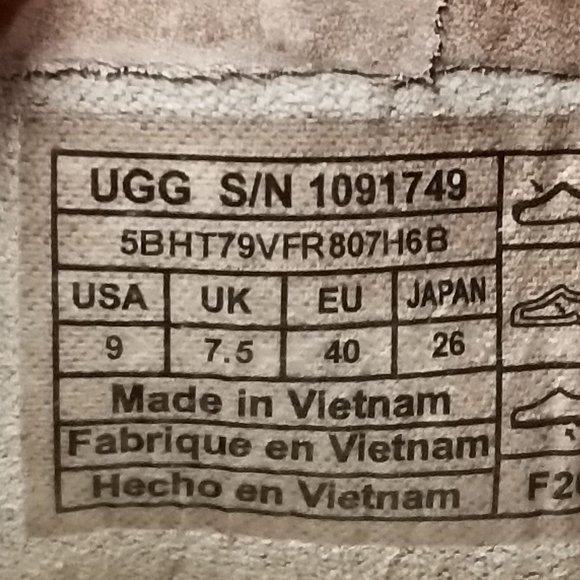 UGG S/N 1091749
5BHT79VFR807H6B
USA UK EU JAPAN
9 7.5 40 26
Made in Vietnam
Fabrique en Vietnam
Hecho en Vietnam